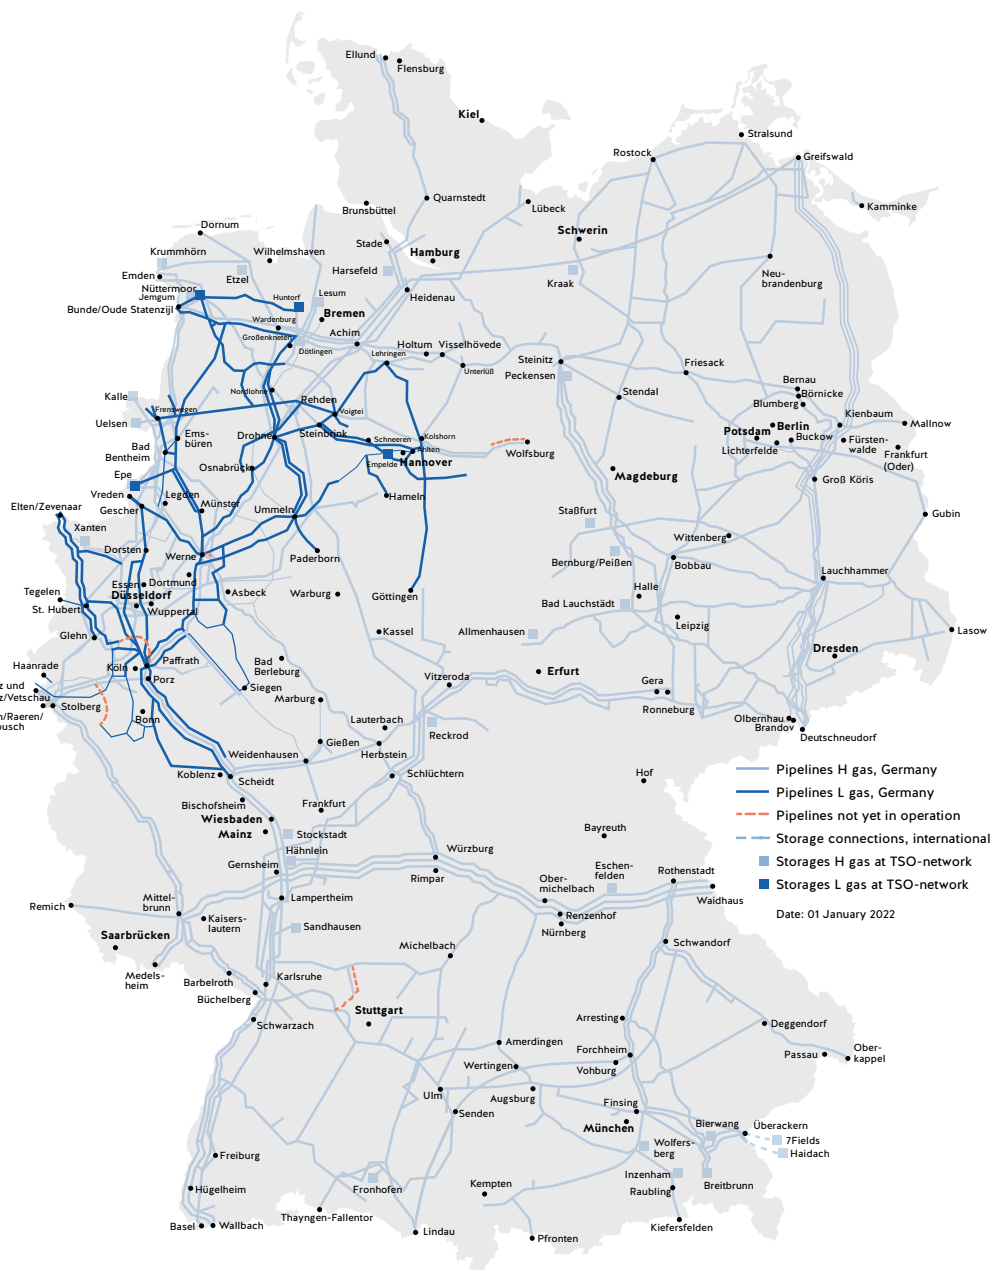 Ellund
Flensburg
Kiel
Stralsund
Rostock
Greifswald
Quarnstedt
Brunsbüttel
Lübeck
Kamminke
Dornum
Schwerin
Stade
Krummhörn
Wilhelmshaven
Hamburg
Emden
Etzel
Harsefeld
Kraak
Neu-
brandenburg
Nüttermoor
Jemgum
Huntorf
Lesum
Heidenau
Bunde/Oude Statenzijl
Bremen
Wardenburg
Großenkneten
Achim
Dötlingen
Holtum
Visselhövede
Lehringen
Unterlüß
Steinitz
Peckensen
Friesack
Bernau
Börnicke
Blumberg
Kalle
Nordlohne
Rehden
Stendal
Frenswegen
Voigtei
Kienbaum
Mallnow
Uelsen
Ems-
büren
Drohne
Steinbrink
Schneeren
Kolshorn
Potsdam
Berlin
Buckow
Fürsten-
walde
Bad
Bentheim
Ahlten
Wolfsburg
Lichterfelde
Frankfurt
(Oder)
Osnabrück
Empelde
Hannover
Epe
Magdeburg
Groß Köris
Vreden
Legden
Münster
Hameln
Gescher
Ummeln
Elten/Zevenaar
Staßfurt
Gubin
Xanten
Wittenberg
Dorsten
Werne
Paderborn
Bernburg/Peißen
Bobbau
Lauchhammer
Essen
Dortmund
Tegelen
Düsseldorf
Asbeck
Warburg
Göttingen
Halle
St. Hubert
Wuppertal
Bad Lauchstädt
Glehn
Kassel
Allmenhausen
Leipzig
Lasow
Haanrade
Köln
Paffrath
Bad
Berleburg
Dresden
z und
Porz
Vitzeroda
Erfurt
Gera
z/Vetschau
Siegen
Stolberg
Marburg
Ronneburg
n/Raeren/
busch
Bonn
Lauterbach
Reckrod
Olbernhau
Brandov
Deutschneudorf
Gießen
Herbstein
Weidenhausen
Koblenz
Scheidt
Schlüchtern
Hof
Pipelines H gas, Germany
Pipelines L gas, Germany
Pipelines not yet in operation
Storage connections, international
Storages H gas at TSO-network
Storages L gas at TSO-network
Date: 01 January 2022
Bischofsheim
Frankfurt
Wiesbaden
Mainz
Stockstadt
Bayreuth
Hähnlein
Würzburg
Gernsheim
Rimpar
Eschen-
felden
Rothenstadt
Ober-
michelbach
Waidhaus
Mittel-
brunn
Lampertheim
Remich
Kaisers-
lautern
Renzenhof
Sandhausen
Nürnberg
Saarbrücken
Michelbach
Schwandorf
Medels-
heim
Barbelroth
Karlsruhe
Büchelberg
Stuttgart
Schwarzach
Arresting
Deggendorf
Amerdingen
Forchheim
Passau
Ober-
kappel
Wertingen
Vohburg
Ulm
Augsburg
Senden
Finsing
München
Bierwang
Überackern
7Fields
Haidach
Wolfers-
berg
Freiburg
Inzenham
Breitbrunn
Hügelheim
Fronhofen
Kempten
Raubling
Basel
Wallbach
Thayngen-Fallentor
Lindau
Pfronten
Kiefersfelden